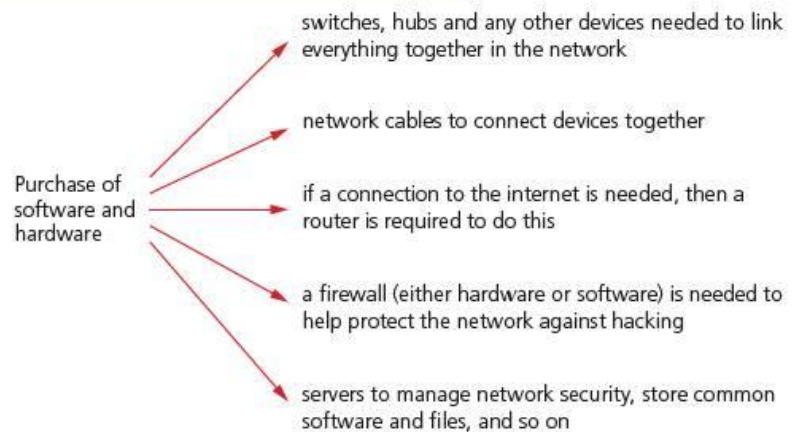 switches, hubs and any other devices needed to link
everything together in the network
network cables to connect devices together
Purchase of
software and
hardware
if a connection to the internet is needed, then a
router is required to do this
a firewall (either hardware or software) is needed to
help protect the network against hacking
servers to manage network security, store common
software and files, and so on